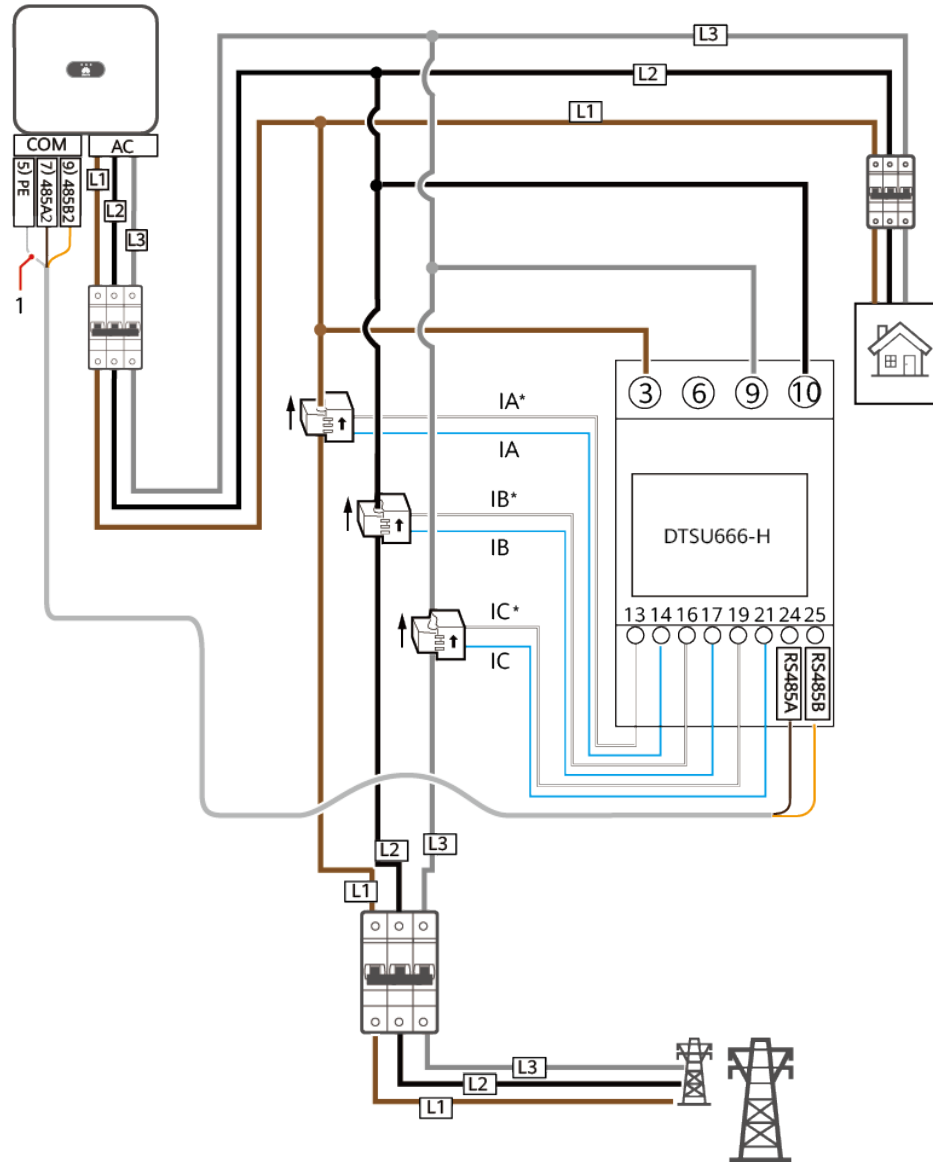 L3
L2
L1
COM
AC
5) PE
7) 485A2
9) 485B2
L1
L2
L3
1
3
6
9
10
IA*
IA
IB*
IB
IC*
IC
DTSU666-H
13 14 16 17 19 21 24 25
RS485A
RS485B
L2
L3
L1
L3
L2
L1